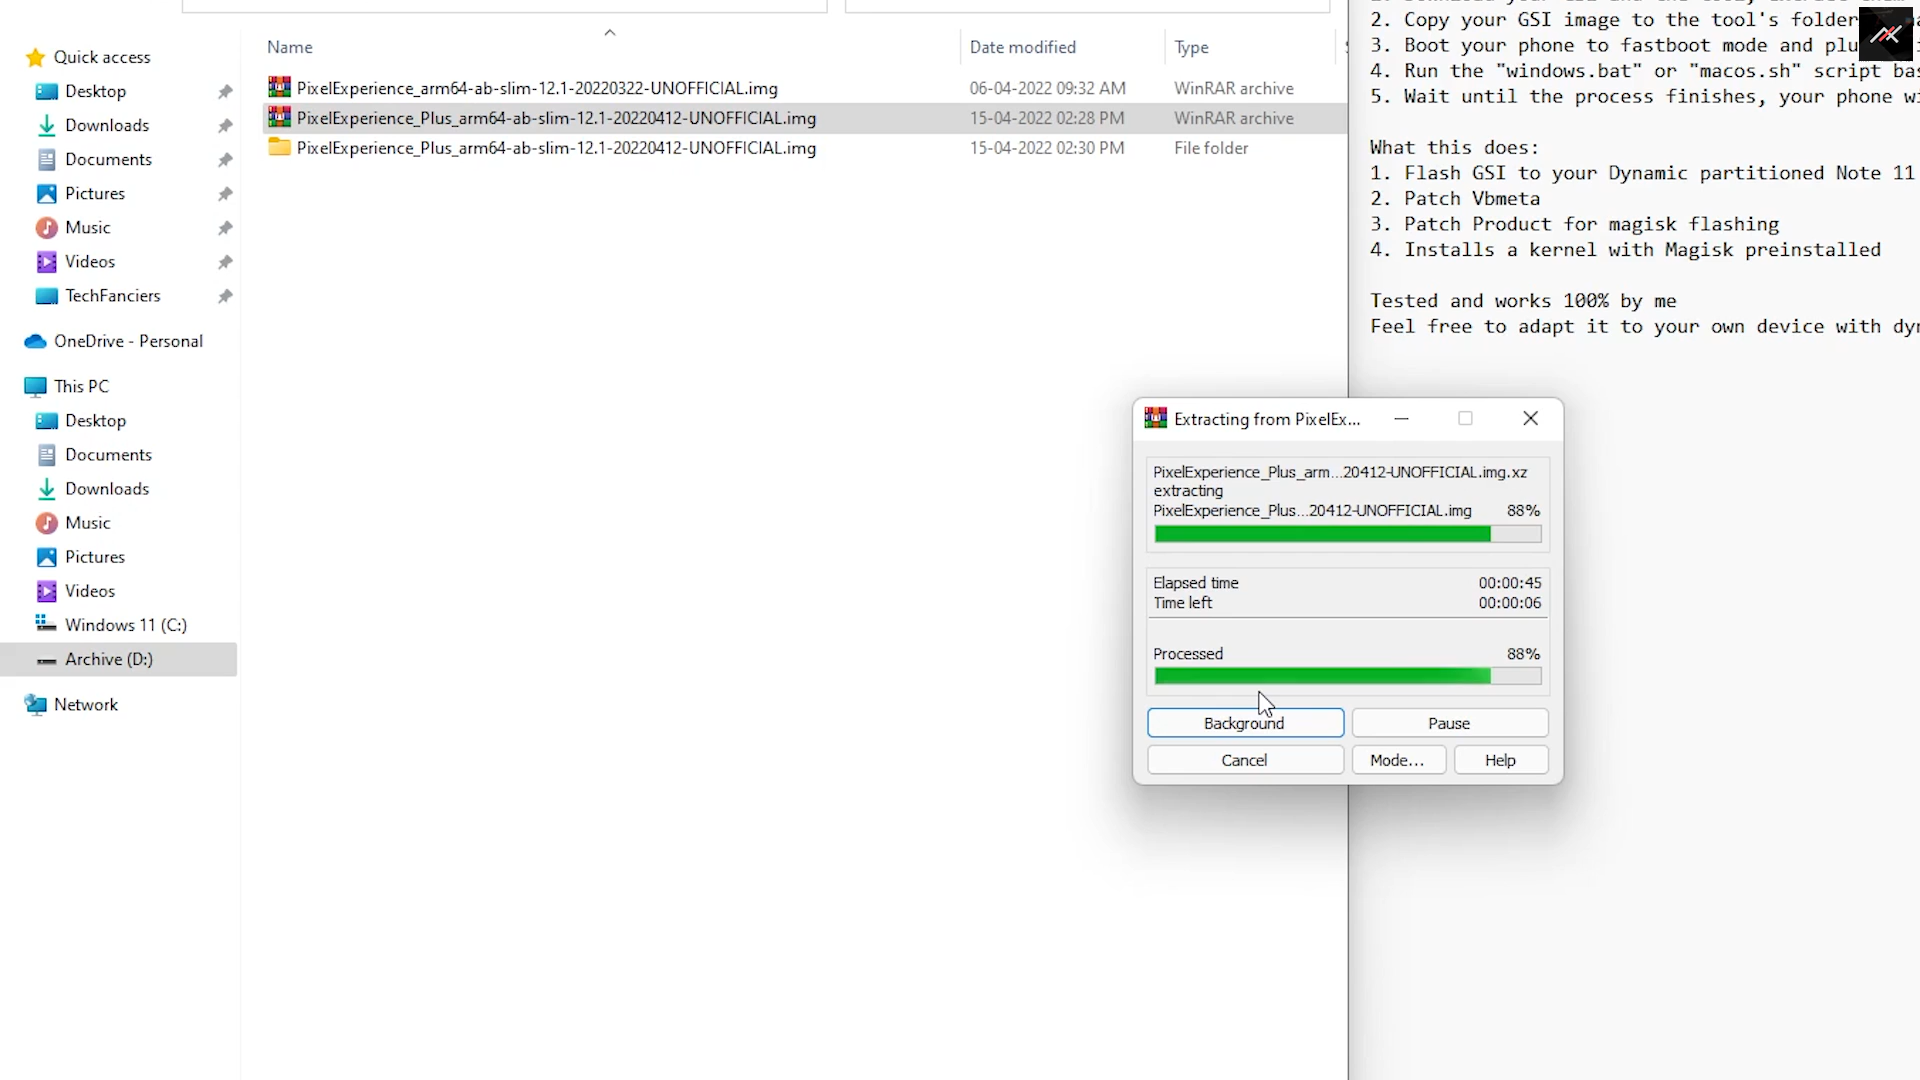 Quick access
Desktop
Downloads
Documents
Pictures
Music
Videos
TechFanciers
OneDrive - Personal
This PC
Desktop
Documents
Downloads
Music
Pictures
Videos
Windows 11 (C:)
Archive (D:)
Network
Name Date modified Type
PixelExperience_arm64-ab-slim-12.1-20220322-UNOFFICIAL.img 06-04-2022 09:32 AM WinRAR archive
PixelExperience_Plus_arm64-ab-slim-12.1-20220412-UNOFFICIAL.img 15-04-2022 02:28 PM WinRAR archive
PixelExperience_Plus_arm64-ab-slim-12.1-20220412-UNOFFICIAL.img 15-04-2022 02:30 PM File folder
2. Copy your GSI image to the tool's folder
3. Boot your phone to fastboot mode and plu
4. Run the "windows.bat" or "macos.sh" script bas
5. Wait until the process finishes, your phone wi
What this does:
1. Flash GSI to your Dynamic partitioned Note 11
2. Patch Vbmeta
3. Patch Product for magisk flashing
4. Installs a kernel with Magisk preinstalled
Tested and works 100% by me
Feel free to adapt it to your own device with dyn
Extracting from PixelEx...
PixelExperience_Plus_arm...20412-UNOFFICIAL.img.xz
extracting
PixelExperience_Plus...20412-UNOFFICIAL.img 88%
Elapsed time 00:00:45
Time left 00:00:06
Processed 88%
Background Pause
Cancel Mode... Help